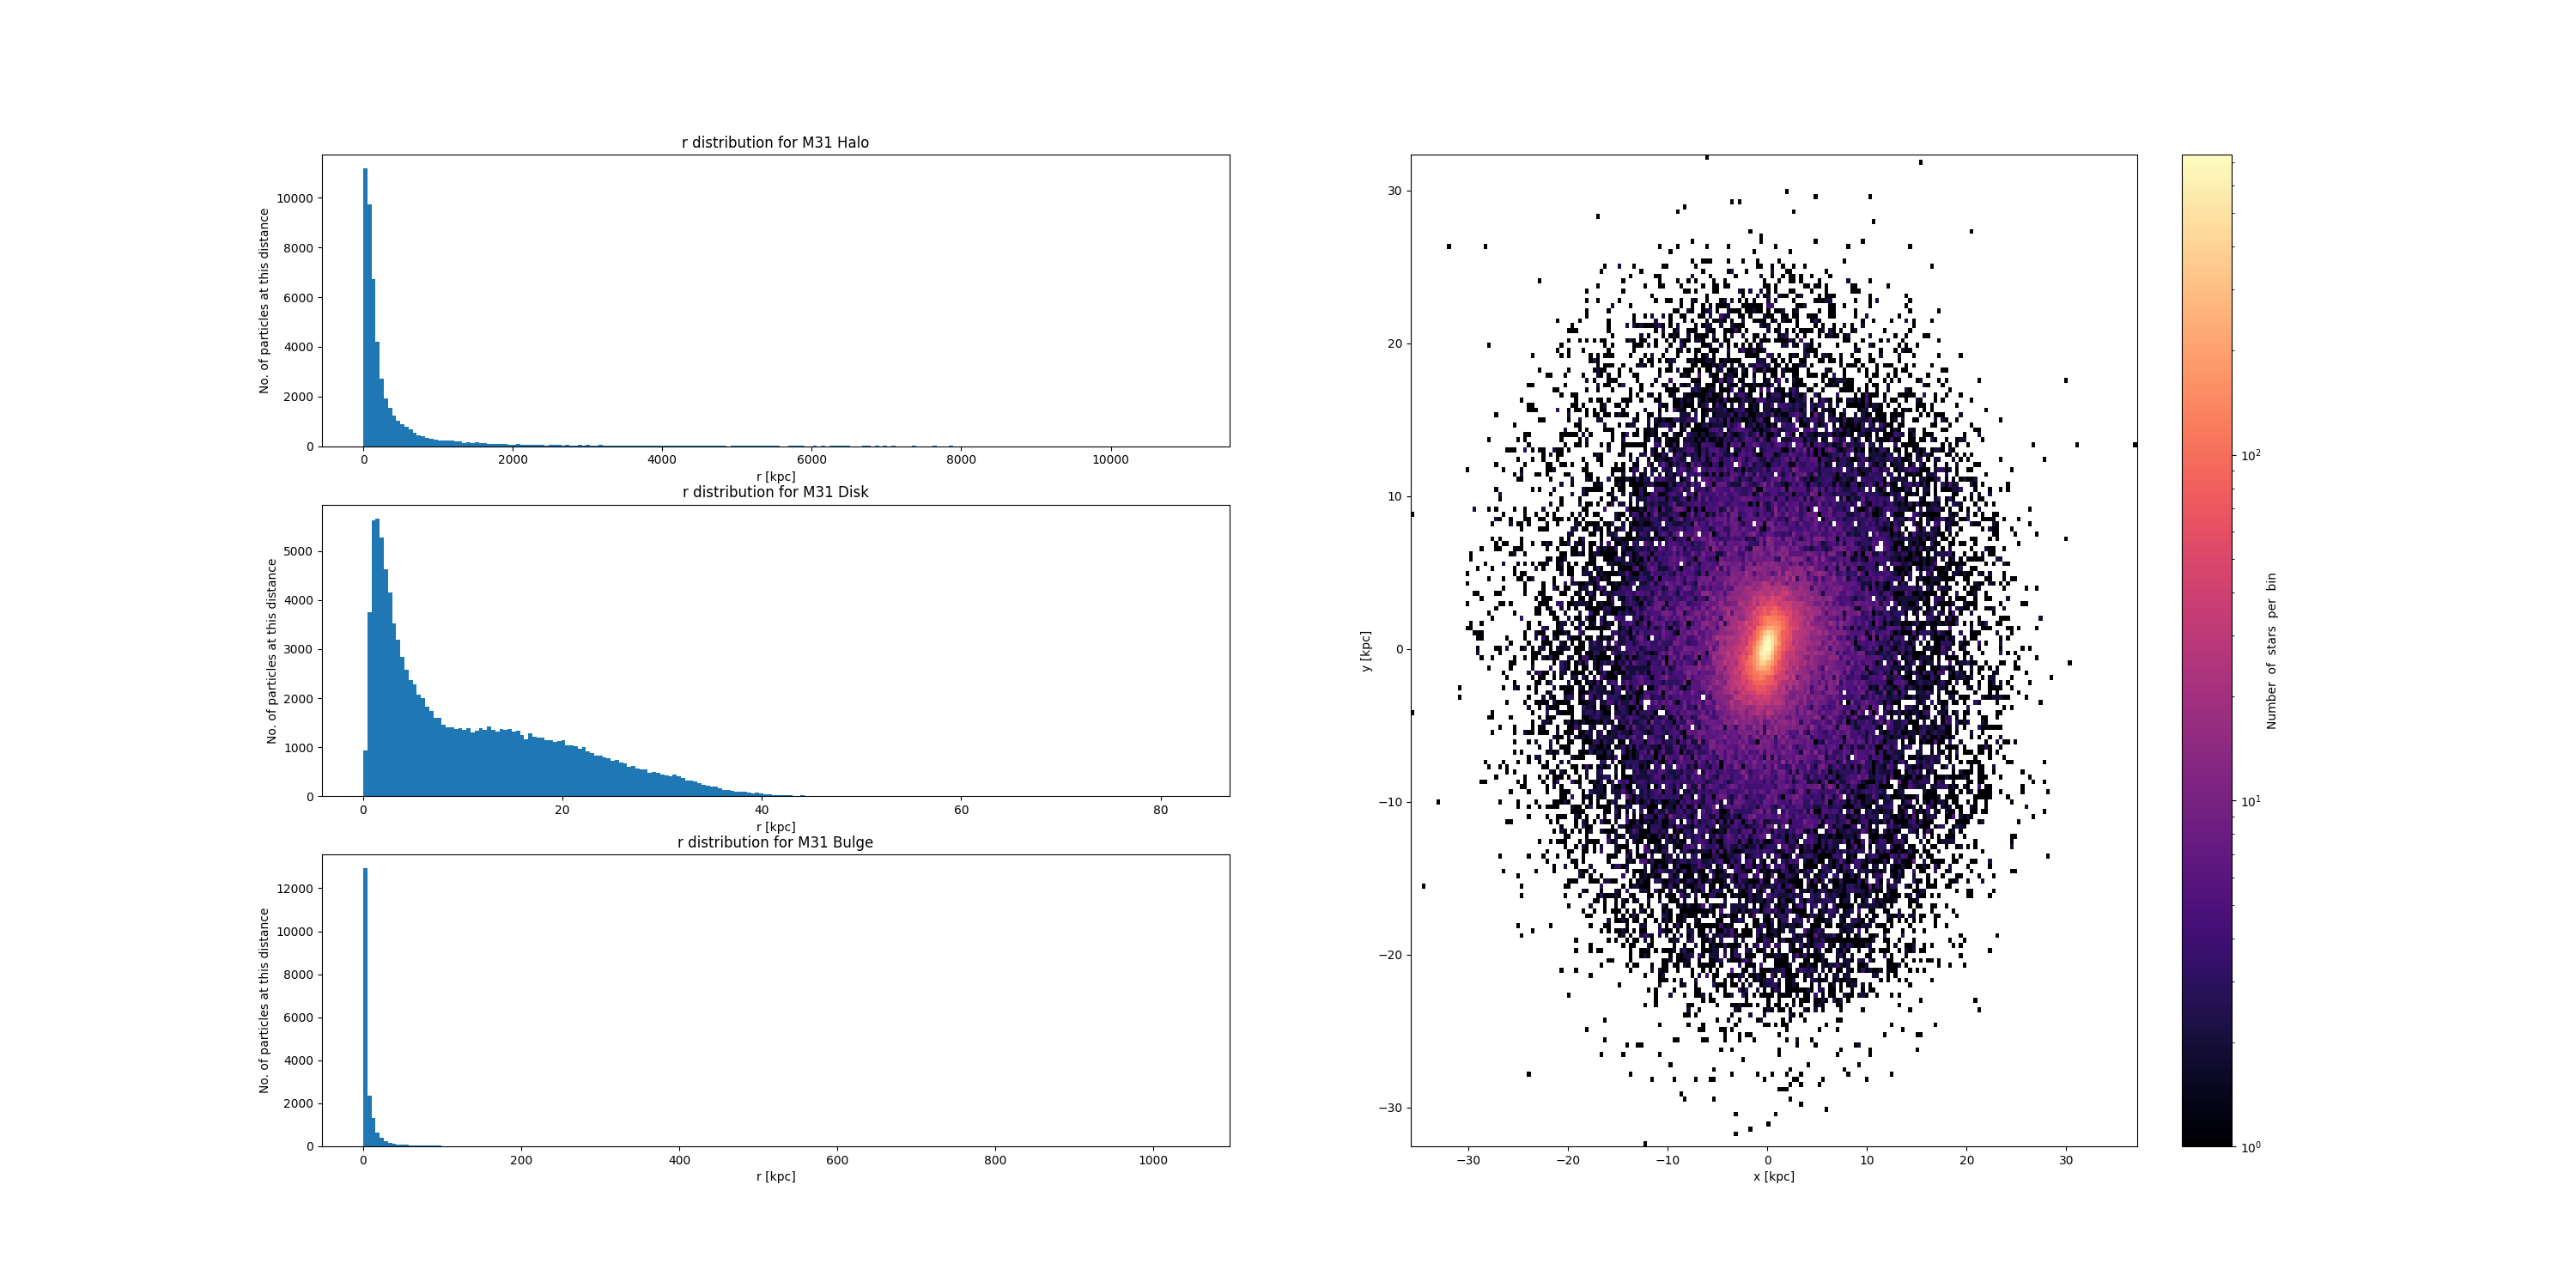 r distribution for M31 Halo
No. of particles at this distance
10000
8000
6000
4000
2000
0
0 2000 4000 6000 8000 10000
r [kpc]
r distribution for M31 Disk
No. of particles at this distance
5000
4000
3000
2000
1000
0
0 20 40 60 80
r [kpc]
r distribution for M31 Bulge
No. of particles at this distance
12000
10000
8000
6000
4000
2000
0
0 200 400 600 800 1000
r [kpc]
y [kpc]
30
20
10
0
−10
−20
−30
−30 −20 −10 0 10 20 30
x [kpc]
10²
10¹
10⁰
Number of stars per bin